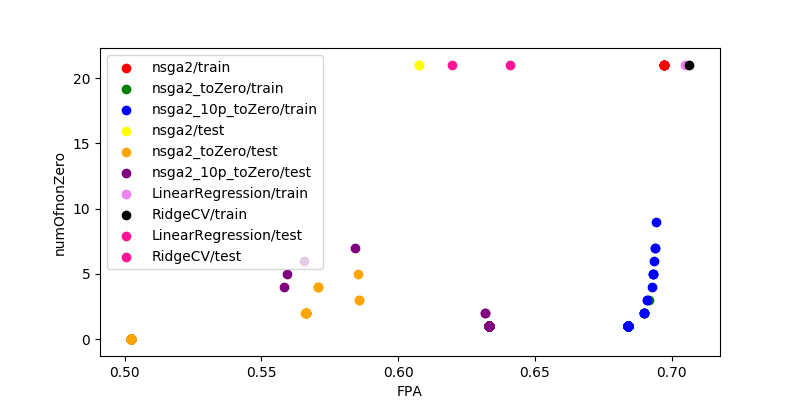 nsga2/train
nsga2_toZero/train
nsga2_10p_toZero/train
nsga2/test
nsga2_toZero/test
nsga2_10p_toZero/test
LinearRegression/train
RidgeCV/train
LinearRegression/test
RidgeCV/test
numOfnonZero
20
15
10
5
0
0.50 0.55 0.60 0.65 0.70
FPA